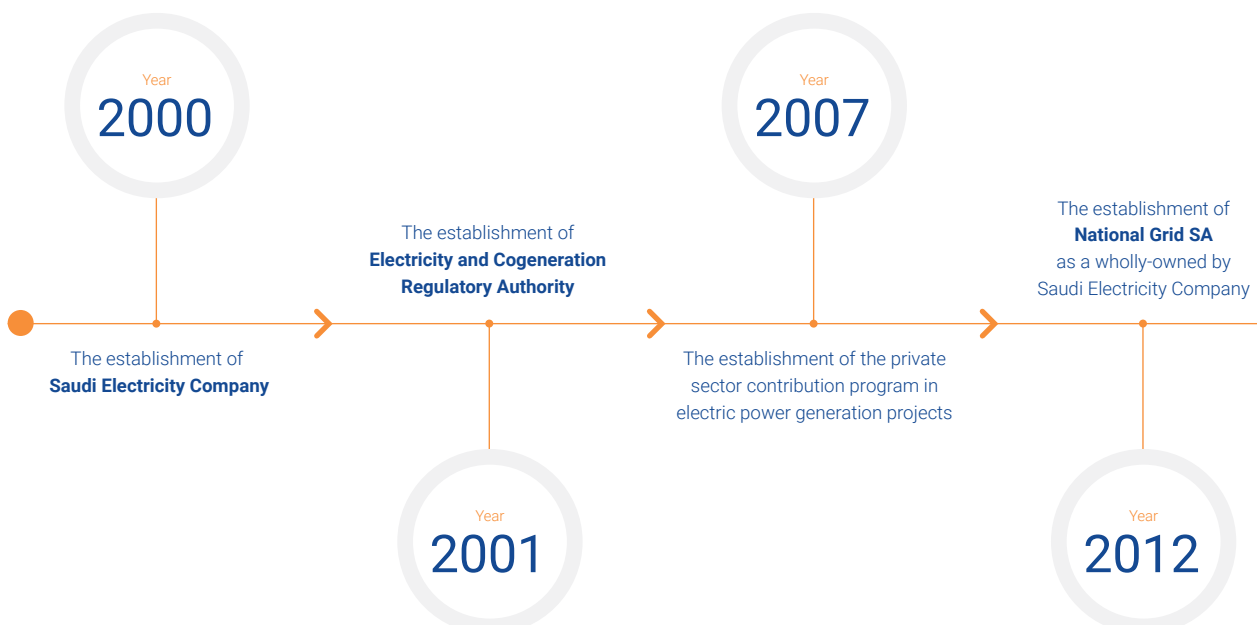 Year
2000
The establishment of
Saudi Electricity Company
The establishment of
Electricity and Cogeneration
Regulatory Authority
Year
2001
Year
2007
The establishment of the private
sector contribution program in
electric power generation projects
The establishment of
National Grid SA
as a wholly-owned by
Saudi Electricity Company
Year
2012